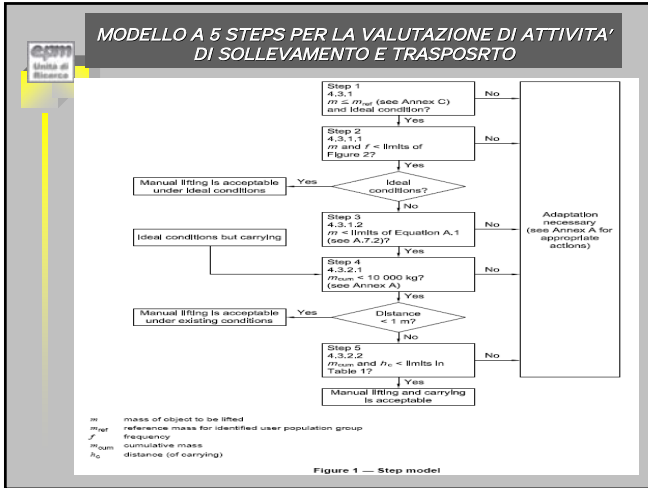 MODELLO A 5 STEPS PER LA VALUTAZIONE DI ATTIVITA'
DI SOLLEVAMENTO E TRASPOSRTO
epm
Unità di
Ricerca
Step 1
4,3,1
m ≤ mref (see Annex C)
and ideal condition?
No
Yes
Step 2
4,3,1,1
m and f < limits of
Figure 2?
No
Yes
Manual lifting is acceptable
under ideal conditions
Yes
Ideal
conditions?
No
Ideal conditions but carrying
Step 3
4.3.1.2
m < limits of Equation A.1
(see A.7.2)?
No
Yes
Step 4
4.3.2.1
mcum < 10 000 kg?
(see Annex A)
No
Yes
Manual lifting is acceptable
under existing conditions
Yes
Distance
< 1 m?
No
Step 5
4.3.2.2
mcum and hc < limits in
Table 1?
No
Yes
Manual lifting and carrying
is acceptable
Adaptation
necessary
(see Annex A for
appropriate
actions)
m mass of object to be lifted
mref reference mass for identified user population group
f frequency
mcum cumulative mass
hc distance (of carrying)
Figure 1 — Step model